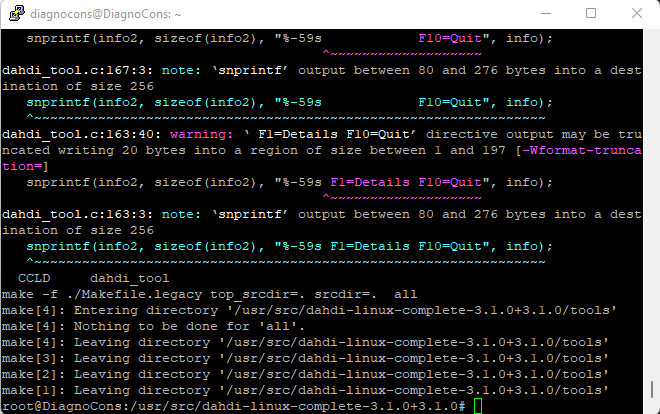 diagnocons@DiagnoCons: ~
snprintf(info2, sizeof(info2), "%-59s            F10=Quit", info);
                                        ^~~~~~~~~~~~~~~~~~~~
dahdi_tool.c:167:3: note: ‘snprintf’ output between 80 and 276 bytes into a dest
ination of size 256
   snprintf(info2, sizeof(info2), "%-59s            F10=Quit", info);
   ^~~~~~~~~~~~~~~~~~~~~~~~~~~~~~~~~~~~~~~~~~~~~~~~~~~~~~~~~~~~~~~~~
dahdi_tool.c:163:40: warning: ‘ F1=Details F10=Quit’ directive output may be tru
ncated writing 20 bytes into a region of size between 1 and 197 [-Wformat-trunca
tion=]
   snprintf(info2, sizeof(info2), "%-59s F1=Details F10=Quit", info);
                                        ^~~~~~~~~~~~~~~~~~~~
dahdi_tool.c:163:3: note: ‘snprintf’ output between 80 and 276 bytes into a dest
ination of size 256
   snprintf(info2, sizeof(info2), "%-59s F1=Details F10=Quit", info);
   ^~~~~~~~~~~~~~~~~~~~~~~~~~~~~~~~~~~~~~~~~~~~~~~~~~~~~~~~~~~~~~~~~
  CCLD     dahdi_tool
make -f ./Makefile.legacy top_srcdir=. srcdir=.  all
make[4]: Entering directory '/usr/src/dahdi-linux-complete-3.1.0+3.1.0/tools'
make[4]: Nothing to be done for 'all'.
make[4]: Leaving directory '/usr/src/dahdi-linux-complete-3.1.0+3.1.0/tools'
make[3]: Leaving directory '/usr/src/dahdi-linux-complete-3.1.0+3.1.0/tools'
make[2]: Leaving directory '/usr/src/dahdi-linux-complete-3.1.0+3.1.0/tools'
make[1]: Leaving directory '/usr/src/dahdi-linux-complete-3.1.0+3.1.0/tools'
root@DiagnoCons:/usr/src/dahdi-linux-complete-3.1.0+3.1.0#